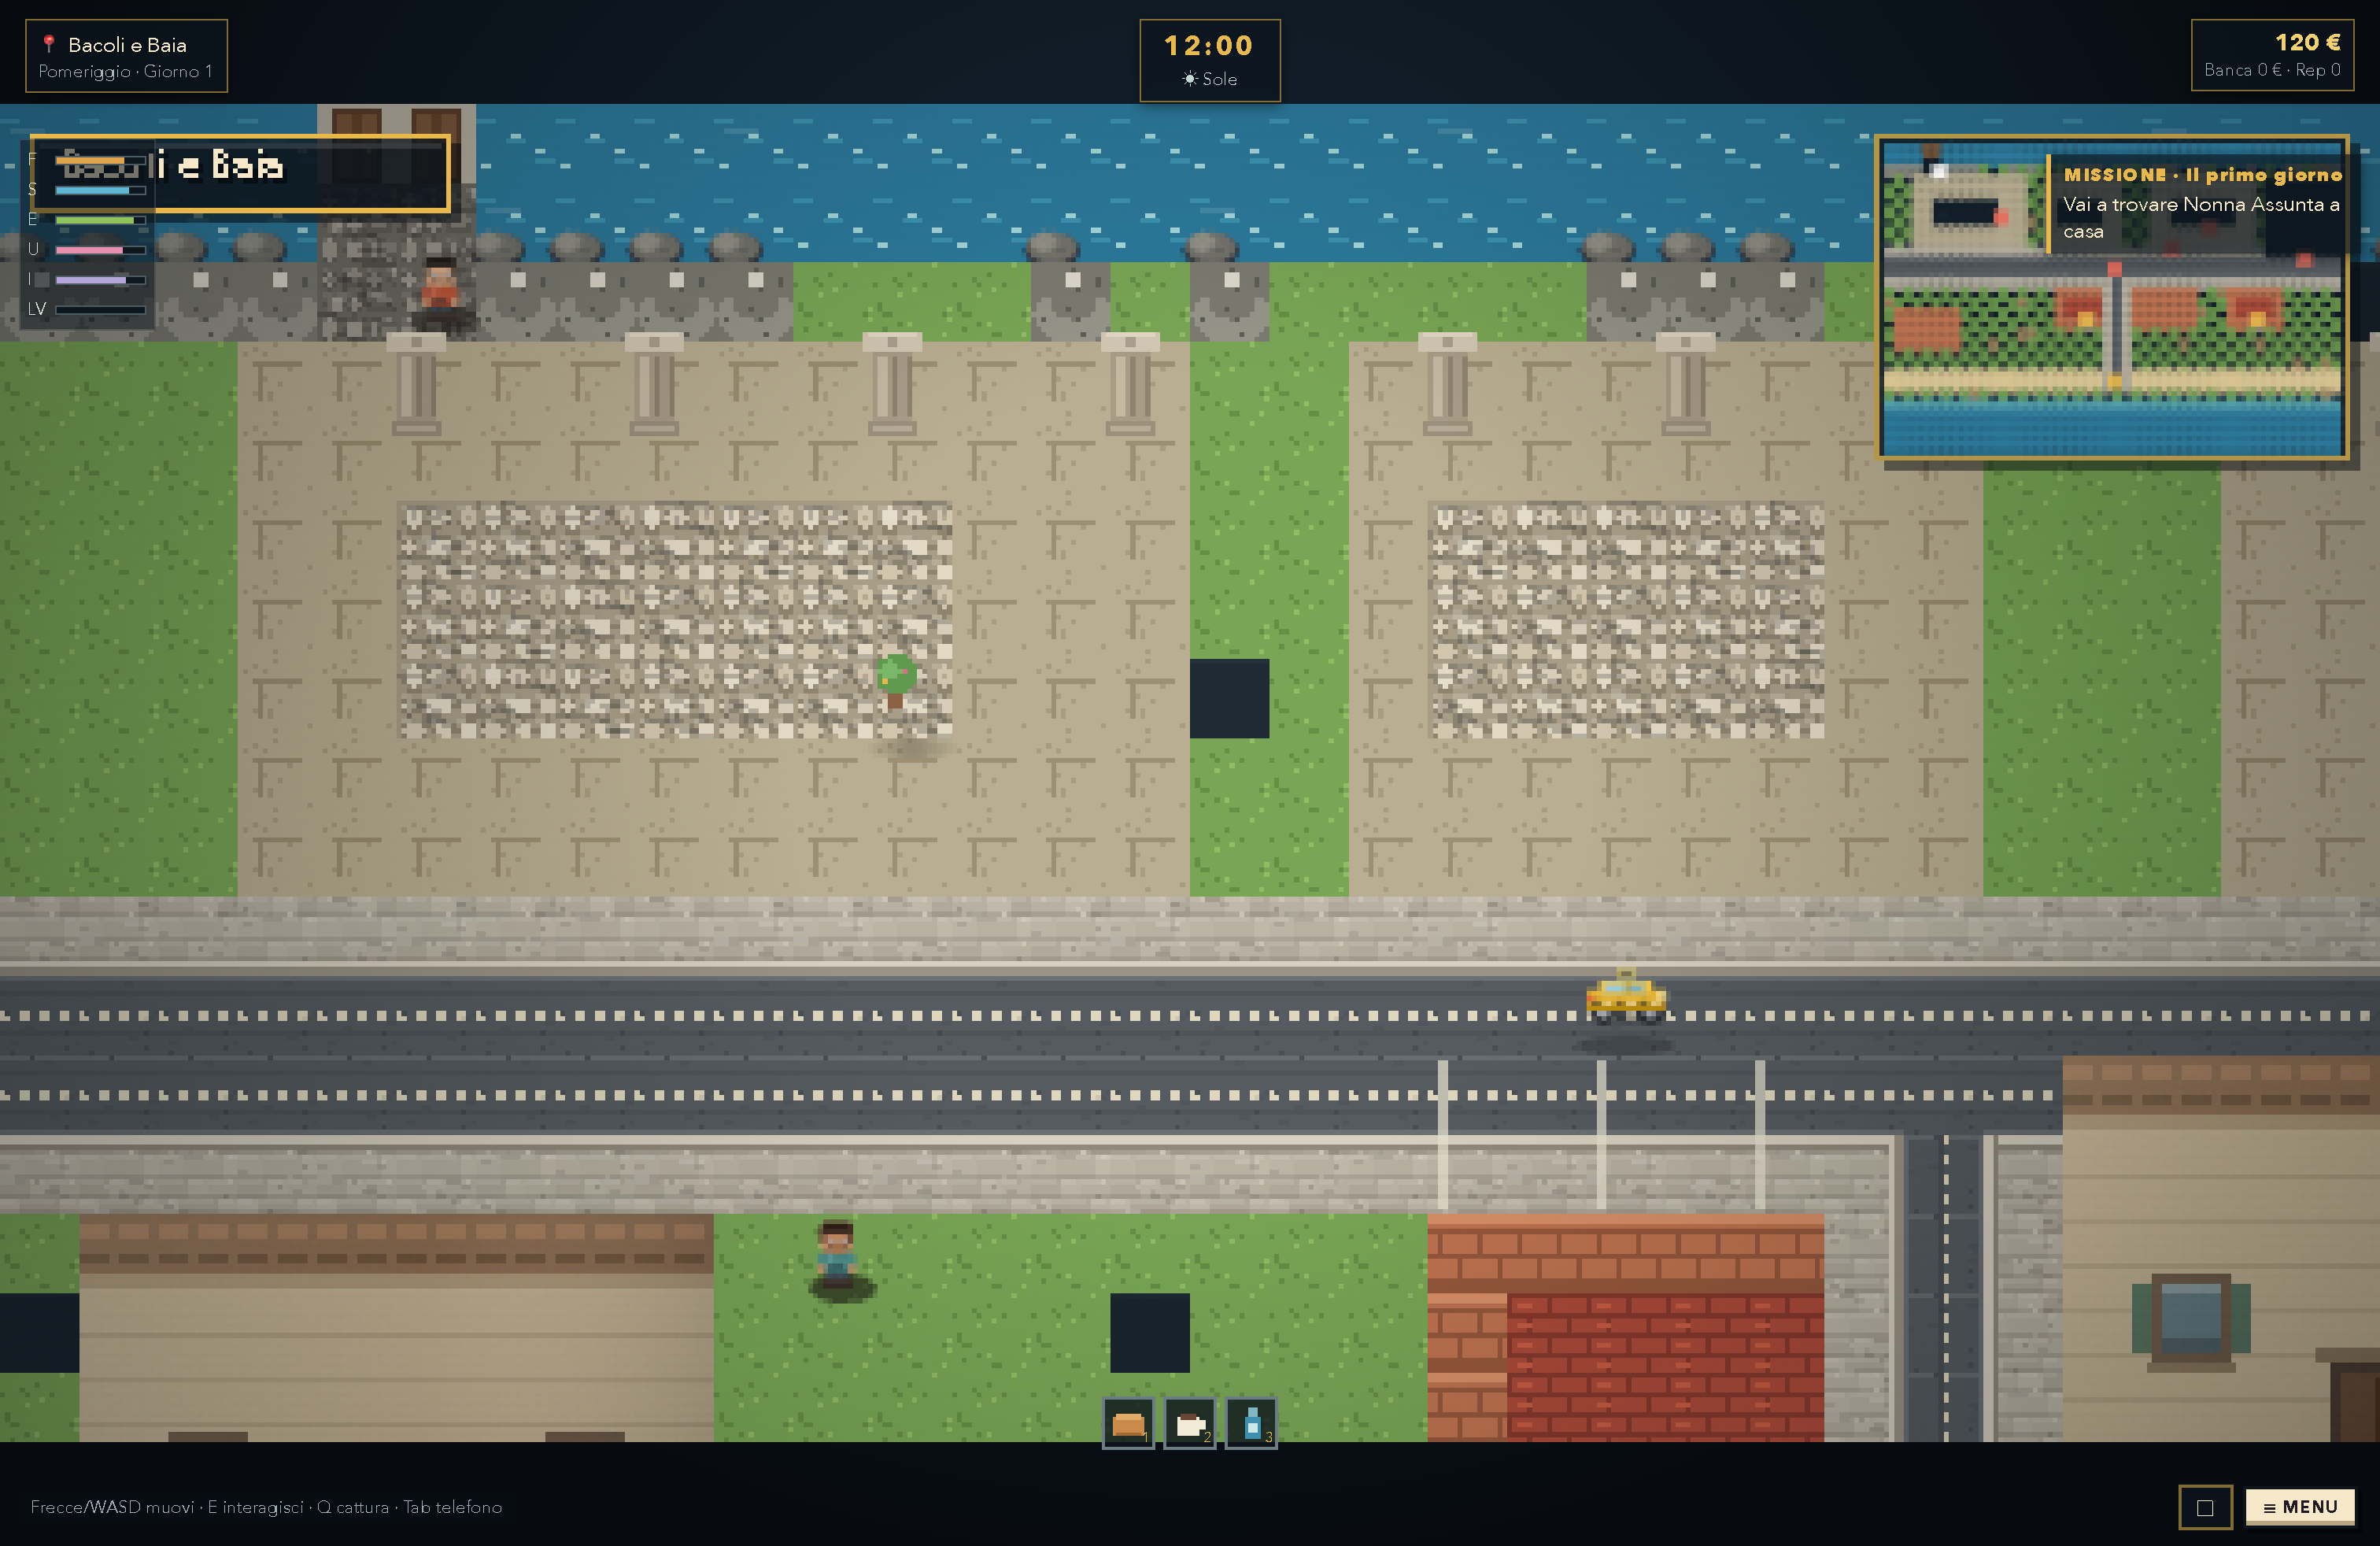 Bacoli e Baia
Pomeriggio · Giorno 1
12:00
☀ Sole
120 €
Banca 0 € · Rep 0
li e Baia
F
S
E
U
I
LV
MISSIONE · Il primo giorno
Vai a trovare Nonna Assunta a
casa
1
2
3
Frecce/WASD muovi · E interagisci · Q cattura · Tab telefono
≡ MENU